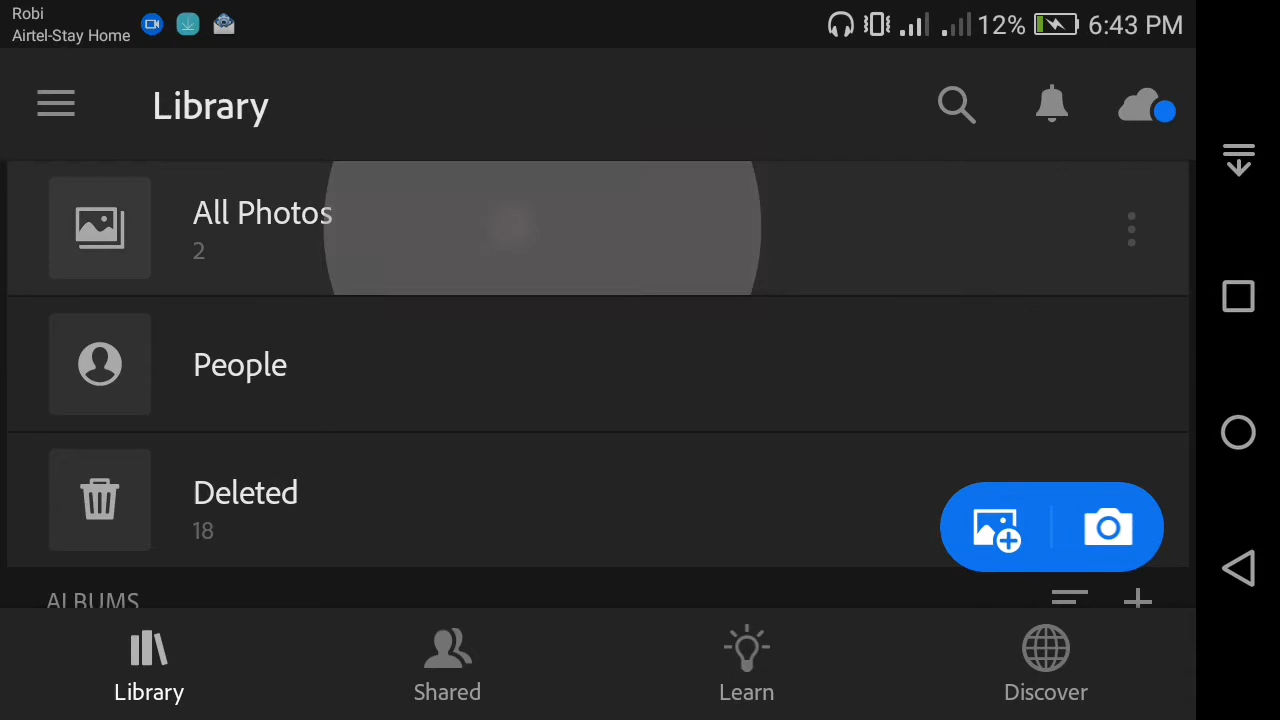 Robi
Airtel-Stay Home
12% 6:43 PM
Library
All Photos
2
People
Deleted
18
ALBUMS
Library Shared Learn Discover